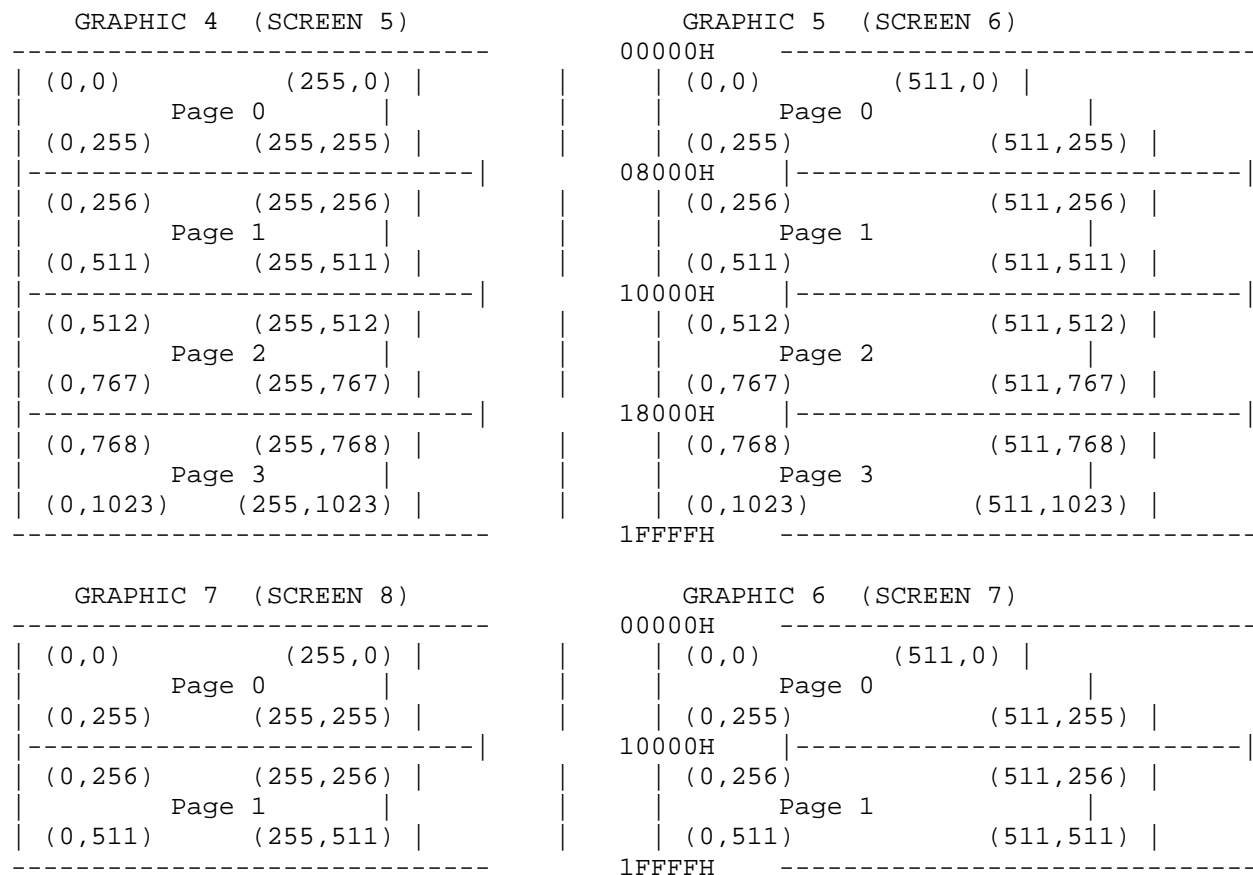 GRAPHIC 4  (SCREEN 5)                 GRAPHIC 5  (SCREEN 6)
------------------------------        00000H    ------------------------------
| (0,0)          (255,0) |        |     | (0,0)        (511,0) |
|         Page 0       |          |     |       Page 0             |
| (0,255)      (255,255) |        |     | (0,255)            (511,255) |
|----------------------------|        08000H     |----------------------------|
| (0,256)      (255,256) |        |     | (0,256)            (511,256) |
|         Page 1       |          |     |       Page 1             |
| (0,511)      (255,511) |        |     | (0,511)            (511,511) |
|----------------------------|        10000H     |----------------------------|
| (0,512)      (255,512) |        |     | (0,512)            (511,512) |
|         Page 2       |          |     |       Page 2             |
| (0,767)      (255,767) |        |     | (0,767)            (511,767) |
|----------------------------|        18000H     |----------------------------|
| (0,768)      (255,768) |        |     | (0,768)            (511,768) |
|         Page 3       |          |     |       Page 3             |
| (0,1023)    (255,1023) |        |     | (0,1023)          (511,1023) |
------------------------------        1FFFFH    ------------------------------
    GRAPHIC 7  (SCREEN 8)                 GRAPHIC 6  (SCREEN 7)
------------------------------        00000H    ------------------------------
| (0,0)          (255,0) |        |     | (0,0)        (511,0) |
|         Page 0       |          |     |       Page 0             |
| (0,255)      (255,255) |        |     | (0,255)            (511,255) |
|----------------------------|        10000H     |----------------------------|
| (0,256)      (255,256) |        |     | (0,256)            (511,256) |
|         Page 1       |          |     |       Page 1             |
| (0,511)      (255,511) |        |     | (0,511)            (511,511) |
------------------------------        1FFFFH    ------------------------------